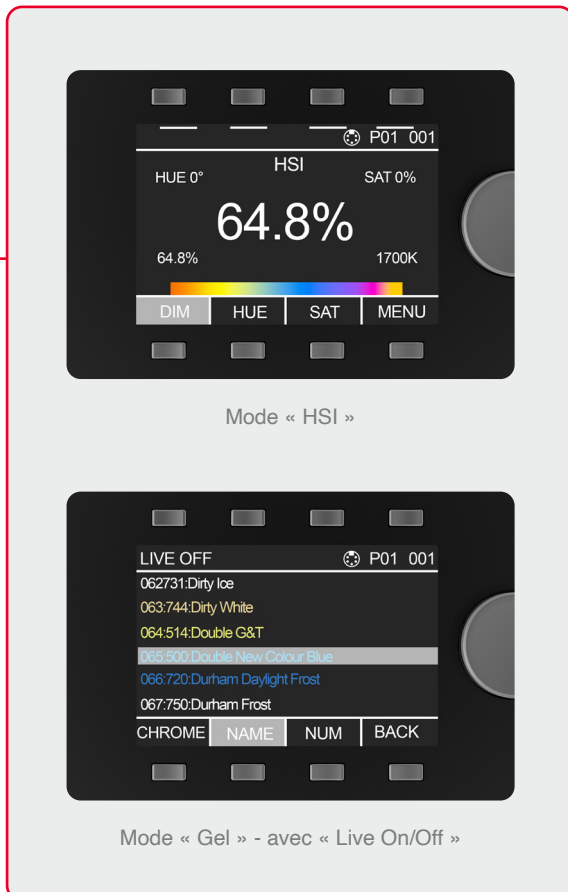 P01 001
HSI
HUE 0° SAT 0%
64.8%
64.8% 1700K
DIM HUE SAT MENU
Mode « HSI »
LIVE OFF P01 001
062731:Dirty Ice
063:744:Dirty White
064:514:Double G&T
065:500:Double New Colour Blue
066:720:Durham Daylight Frost
067:750:Durham Frost
CHROME NAME NUM BACK
Mode « Gel » - avec « Live On/Off »